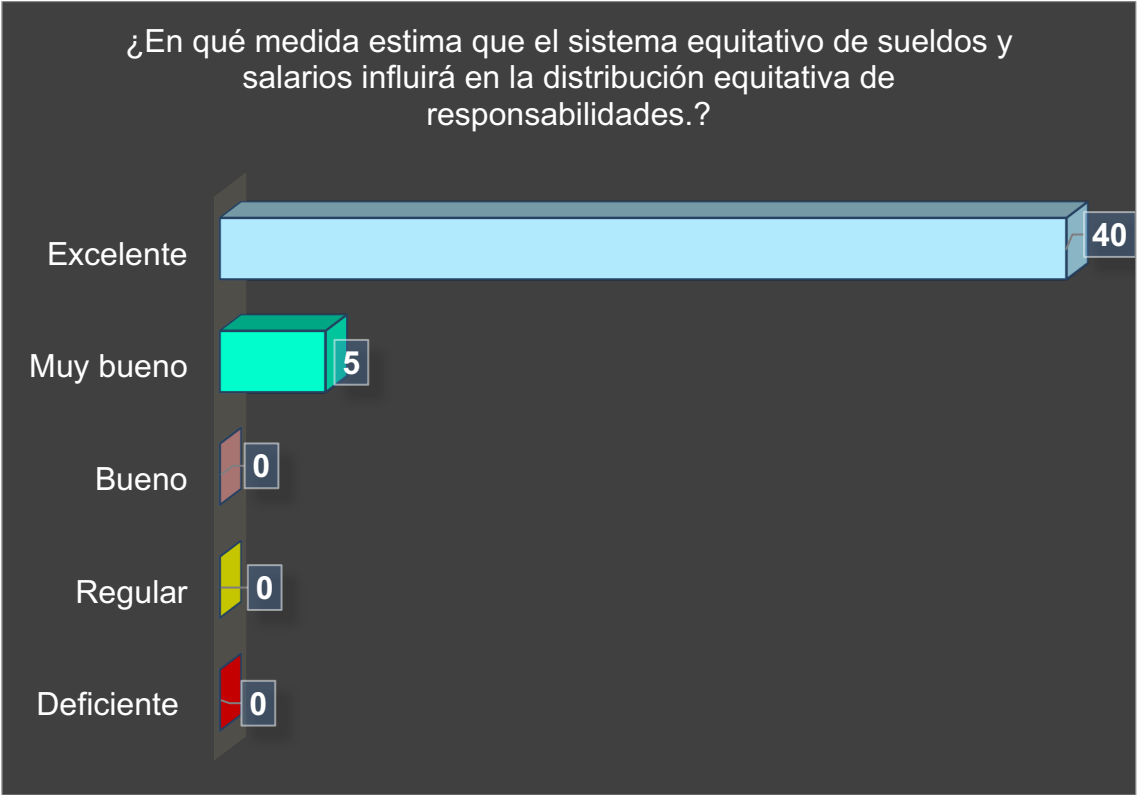 ¿En qué medida estima que el sistema equitativo de sueldos y
salarios influirá en la distribución equitativa de
responsabilidades.?
Excelente
40
Muy bueno
5
Bueno
0
Regular
0
Deficiente
0